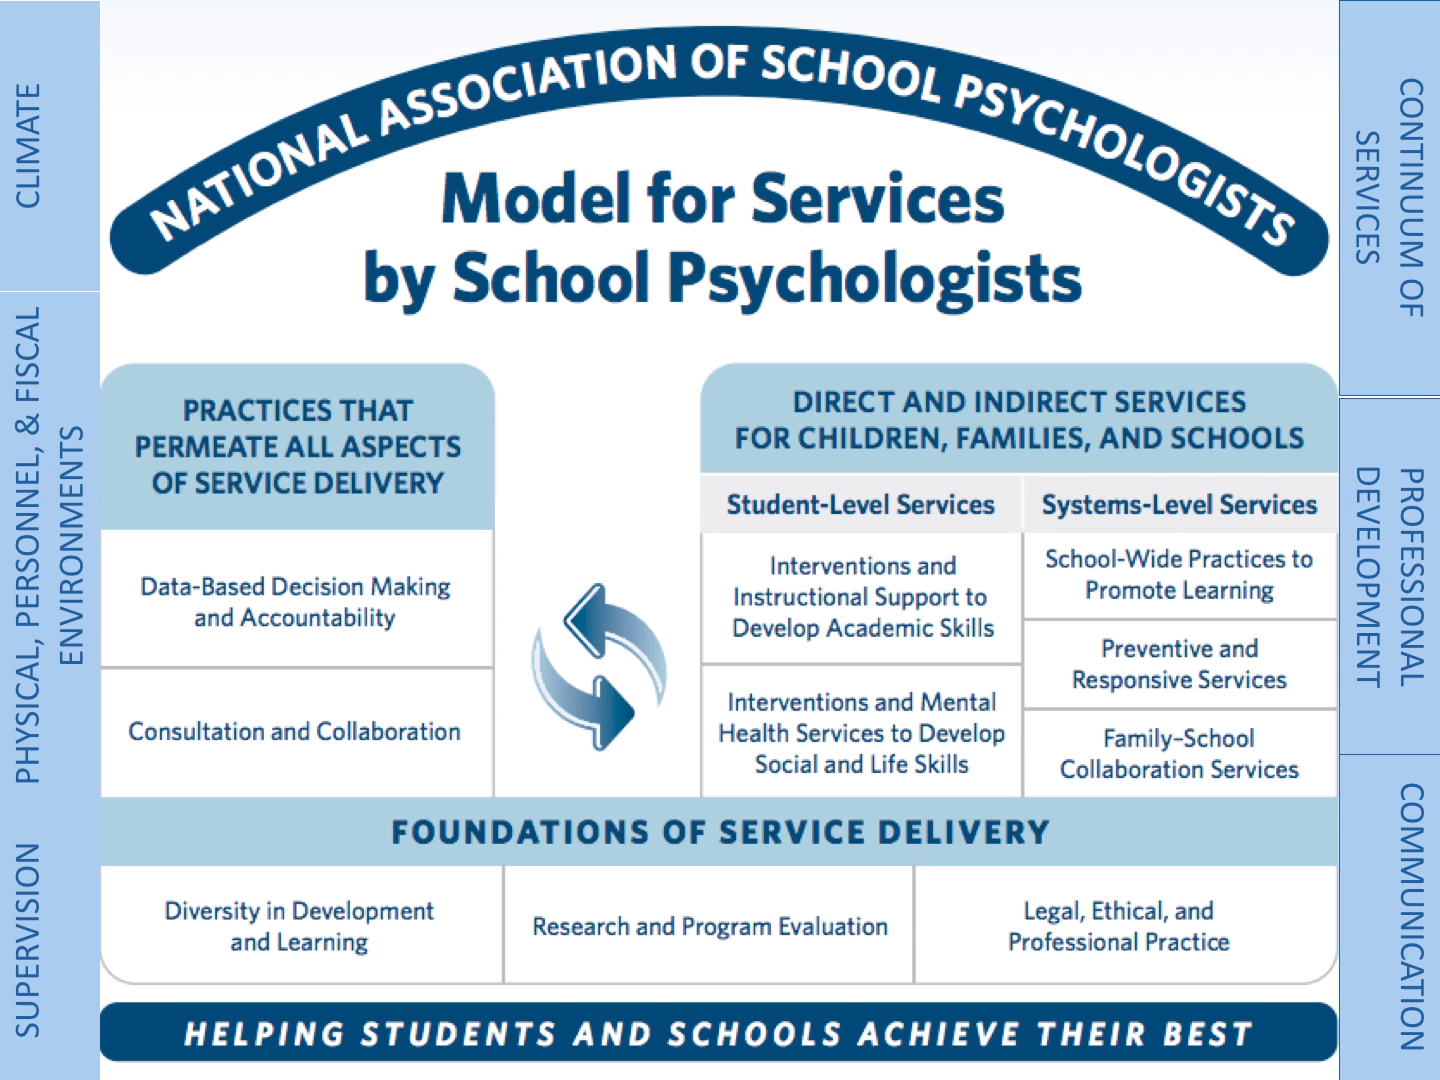 NATIONAL ASSOCIATION OF SCHOOL PSYCHOLOGISTS
Model for Services
by School Psychologists
CLIMATE
PHYSICAL, PERSONNEL, & FISCAL
ENVIRONMENTS
SUPERVISION
PRACTICES THAT
PERMEATE ALL ASPECTS
OF SERVICE DELIVERY
Data-Based Decision Making
and Accountability
Consultation and Collaboration
DIRECT AND INDIRECT SERVICES
FOR CHILDREN, FAMILIES, AND SCHOOLS
Student-Level Services
Interventions and
Instructional Support to
Develop Academic Skills
Interventions and Mental
Health Services to Develop
Social and Life Skills
Systems-Level Services
School-Wide Practices to
Promote Learning
Preventive and
Responsive Services
Family–School
Collaboration Services
FOUNDATIONS OF SERVICE DELIVERY
Diversity in Development
and Learning
Research and Program Evaluation
Legal, Ethical, and
Professional Practice
HELPING STUDENTS AND SCHOOLS ACHIEVE THEIR BEST
CONTINUUM OF
SERVICES
PROFESSIONAL
DEVELOPMENT
COMMUNICATION